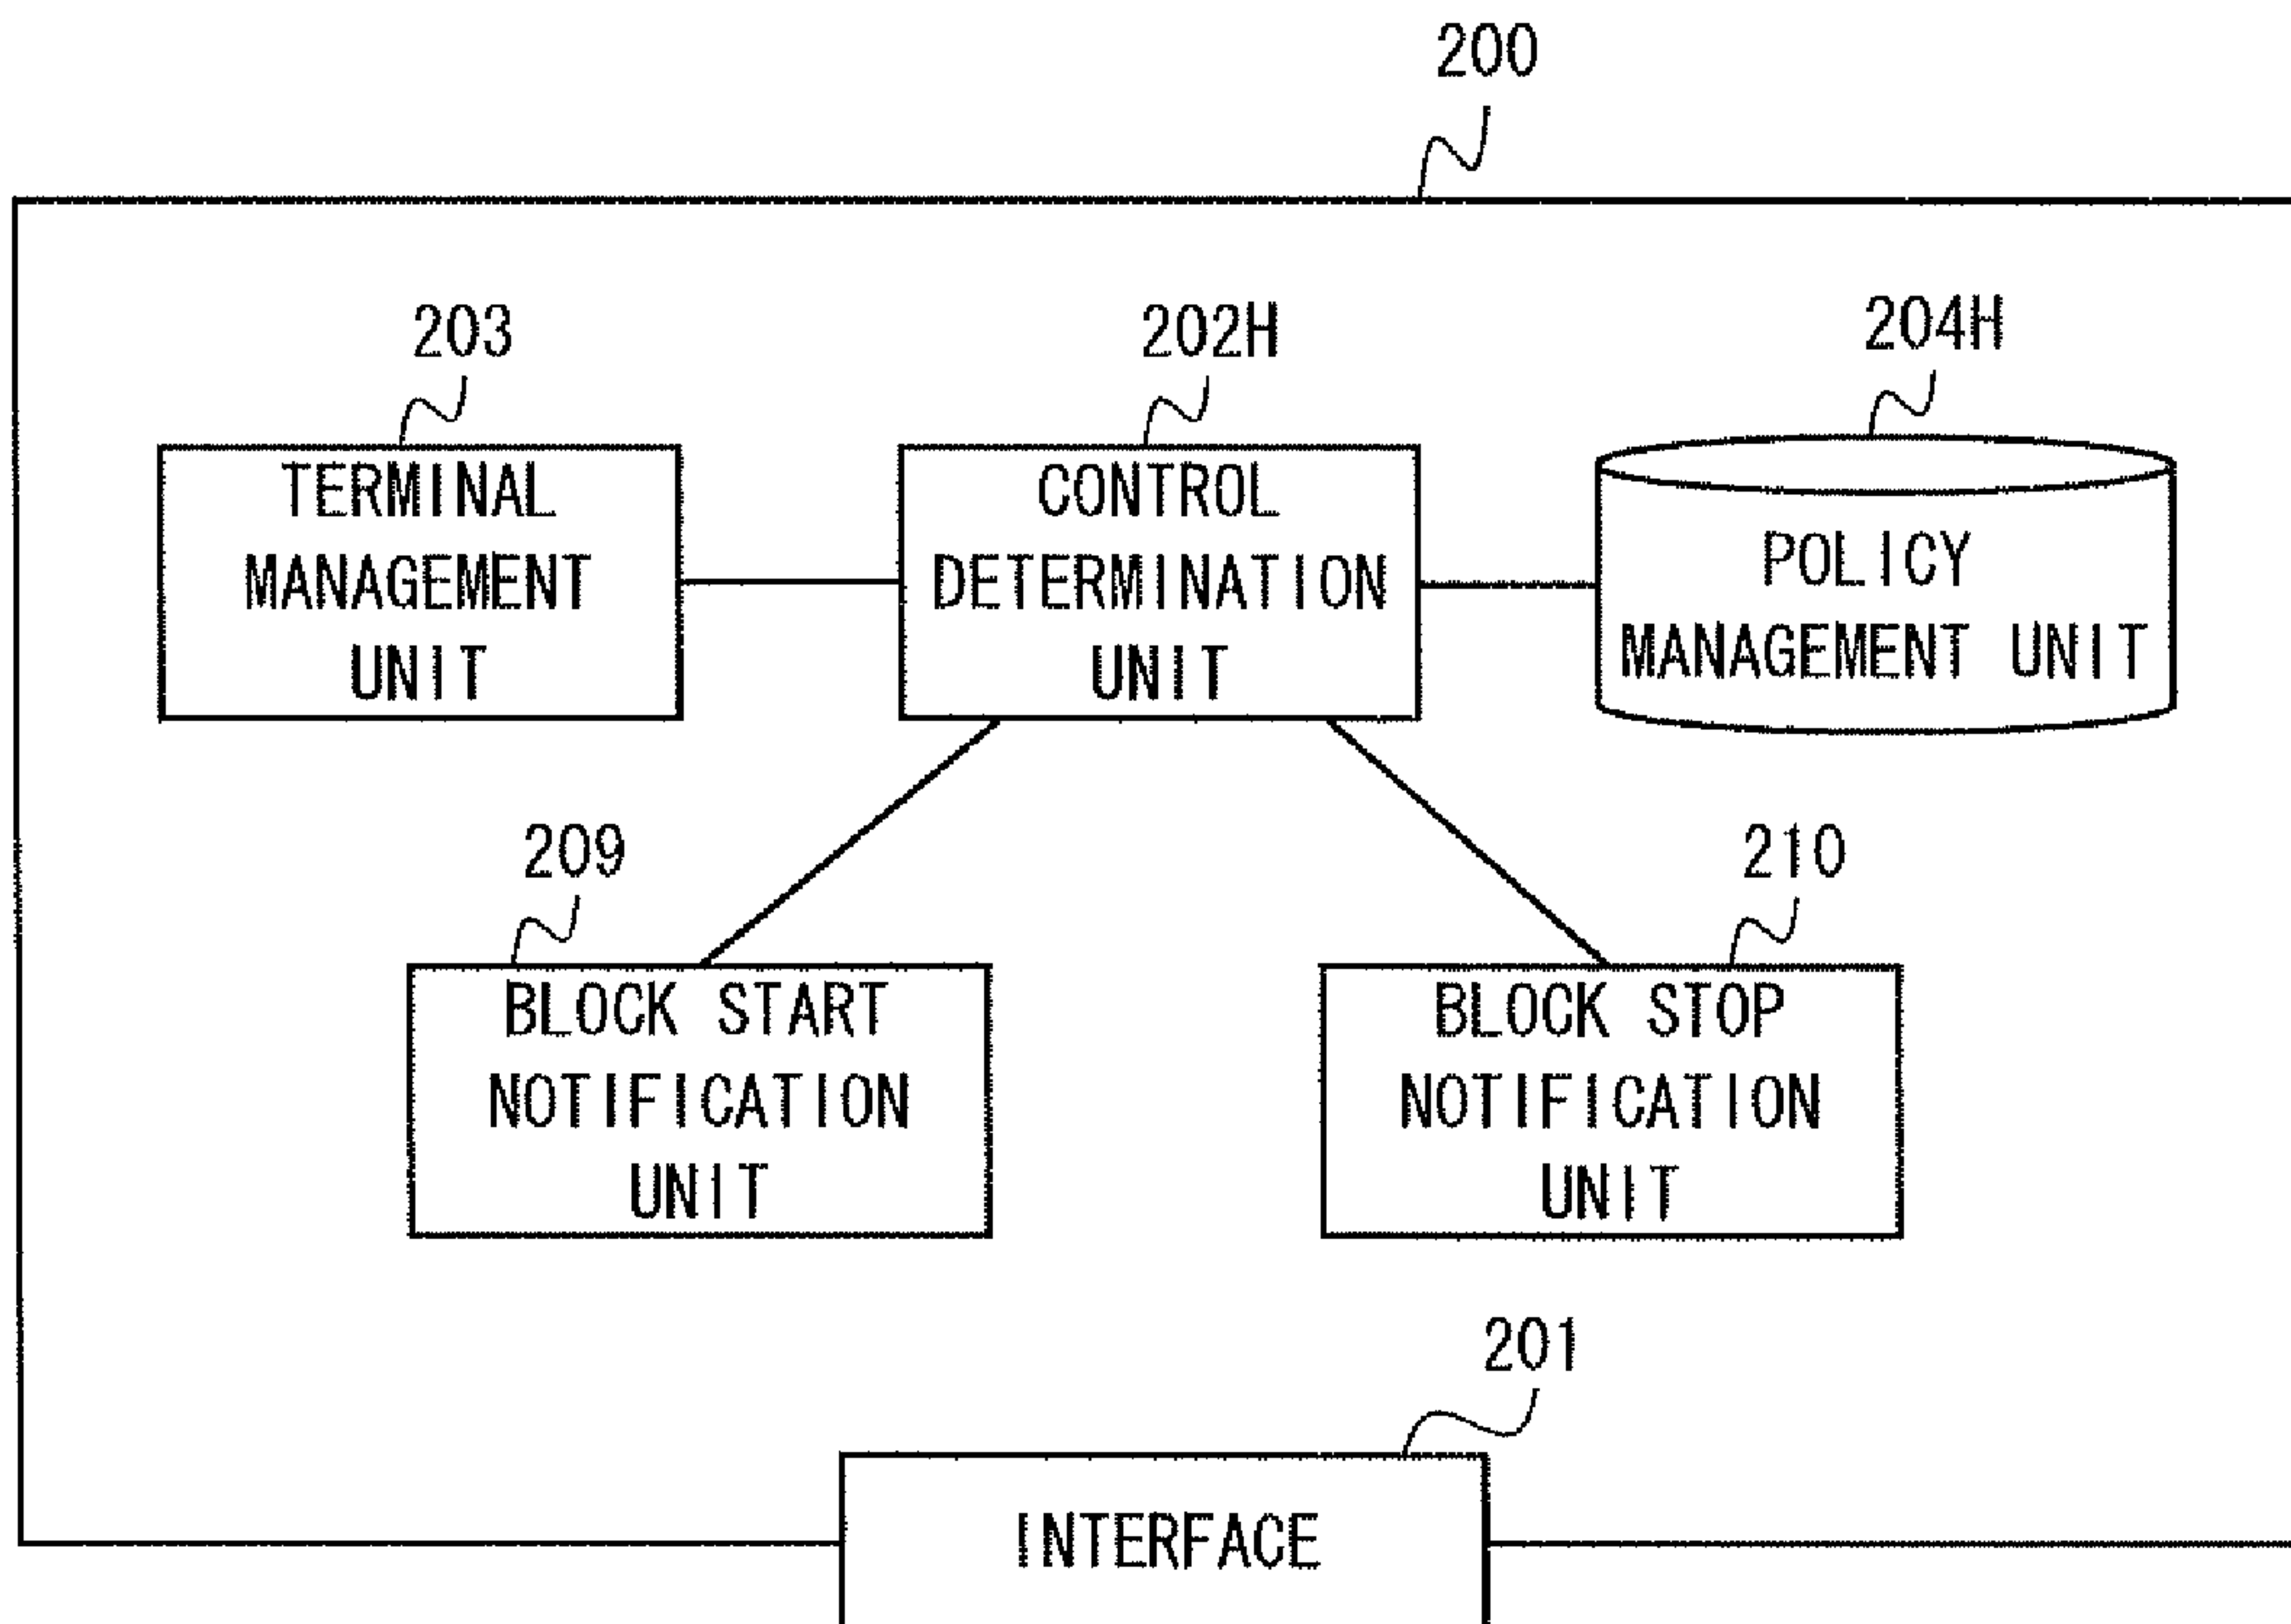 200
203
202H
204H
TERMINAL
MANAGEMENT
UNIT
CONTROL
DETERMINATION
UNIT
POLICY
MANAGEMENT UNIT
209
210
BLOCK START
NOTIFICATION
UNIT
BLOCK STOP
NOTIFICATION
UNIT
201
INTERFACE